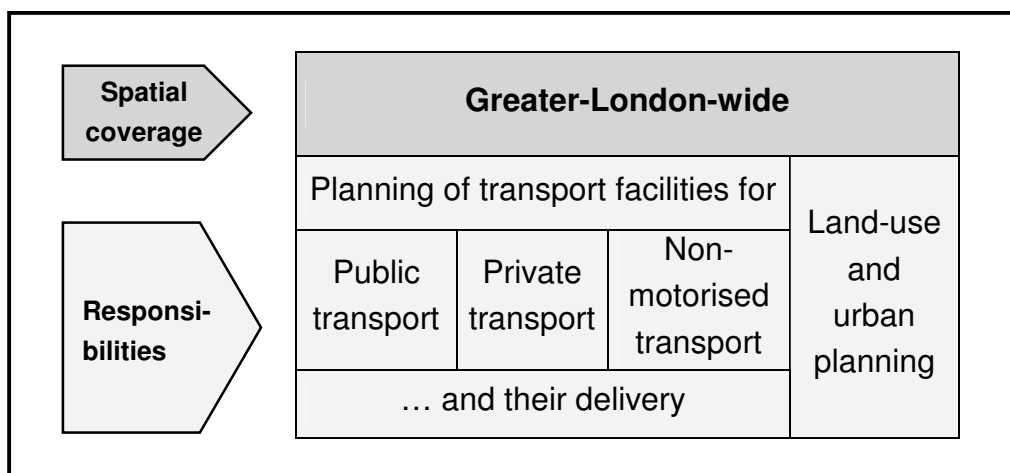 Spatial
coverage
Greater-London-wide
Planning of transport facilities for
Land-use
and
urban
planning
Responsi-
bilities
Public
transport
Private
transport
Non-
motorised
transport
… and their delivery